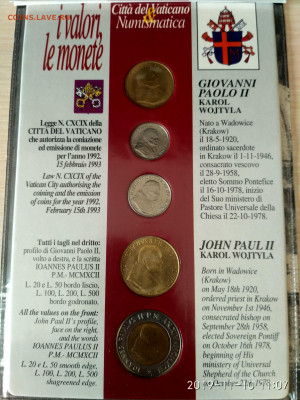 СОХРАНЕНО С САЙТА
COINS.LAVE.RU
i valori,
le monete
Città del Vaticano
&
Numismatica
Legge N. CXCIX della
CITTÀ DEL VATICANO
che autorizza la coniazione
ed emissione di monete
per l'anno 1992.
15 febbraio 1993
Law N. CXCIX of the
Vatican City authorising the
coining and the emission
of coins for the year 1992.
February 15th 1993
Tutti i tagli nel dritto:
profilo di Giovanni Paolo II,
volto a destra, e la scritta
IOANNES PAULUS II
P.M. - MCMXCII
L. 20 e L. 50 bordo liscio,
L. 100, L. 200, L. 500
bordo godronato.
All the values on the front:
John Paul II's profile,
face on the right,
and the words
IOANNES PAULUS II
P.M. - MCMXCII
L. 20 e L. 50 smooth edge,
L. 100, L. 200, L. 500
shagreened edge.
GIOVANNI
PAOLO II
KAROL
WOJTYLA
Nato a Wadowice
(Krakow)
il 18-5-1920,
ordinato sacerdote
in Krakow il 1-11-1946,
consacrato vescovo
il 28-9-1958,
eletto Sommo Pontefice
il 16-10-1978, inizio
del Suo ministero di
Pastore Universale della
Chiesa il 22-10-1978.
JOHN PAUL II
KAROL WOJTYLA
Born in Wadowice
(Krakow)
on May 18th 1920,
ordered priest in Krakow
on November 1st 1946,
consecrated bishop on
September 28th 1958,
elected Sovereign Pontiff
on October 16th 1978,
beginning of His
ministery of Universal
Shepherd of the Church